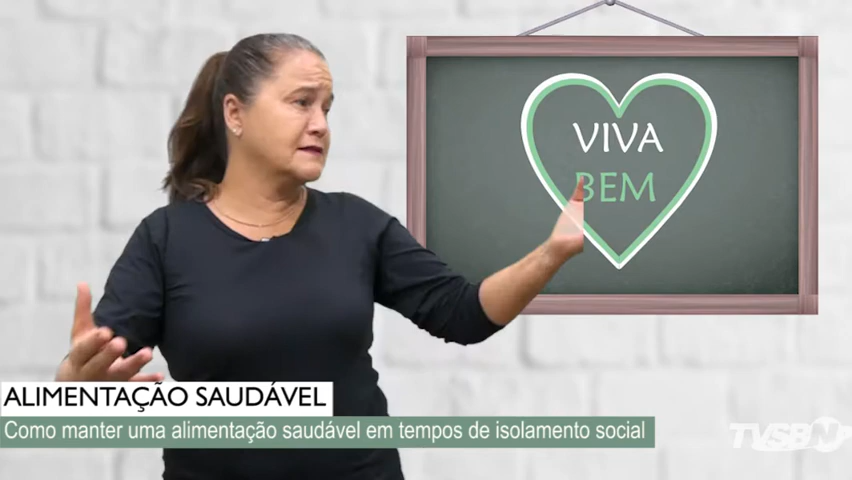 VIVA
BEM
ALIMENTAÇÃO SAUDÁVEL
Como manter uma alimentação saudável em tempos de isolamento social
TVSBN